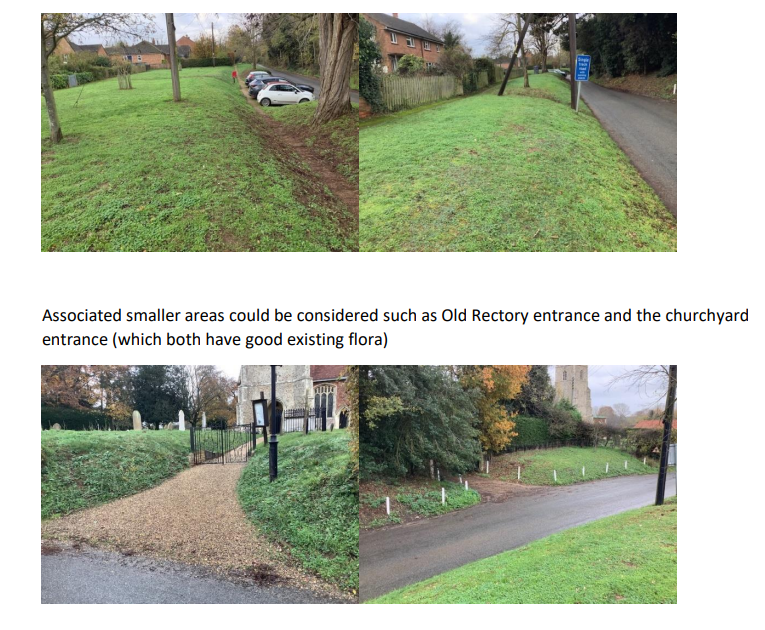 Associated smaller areas could be considered such as Old Rectory entrance and the churchyard
entrance (which both have good existing flora)